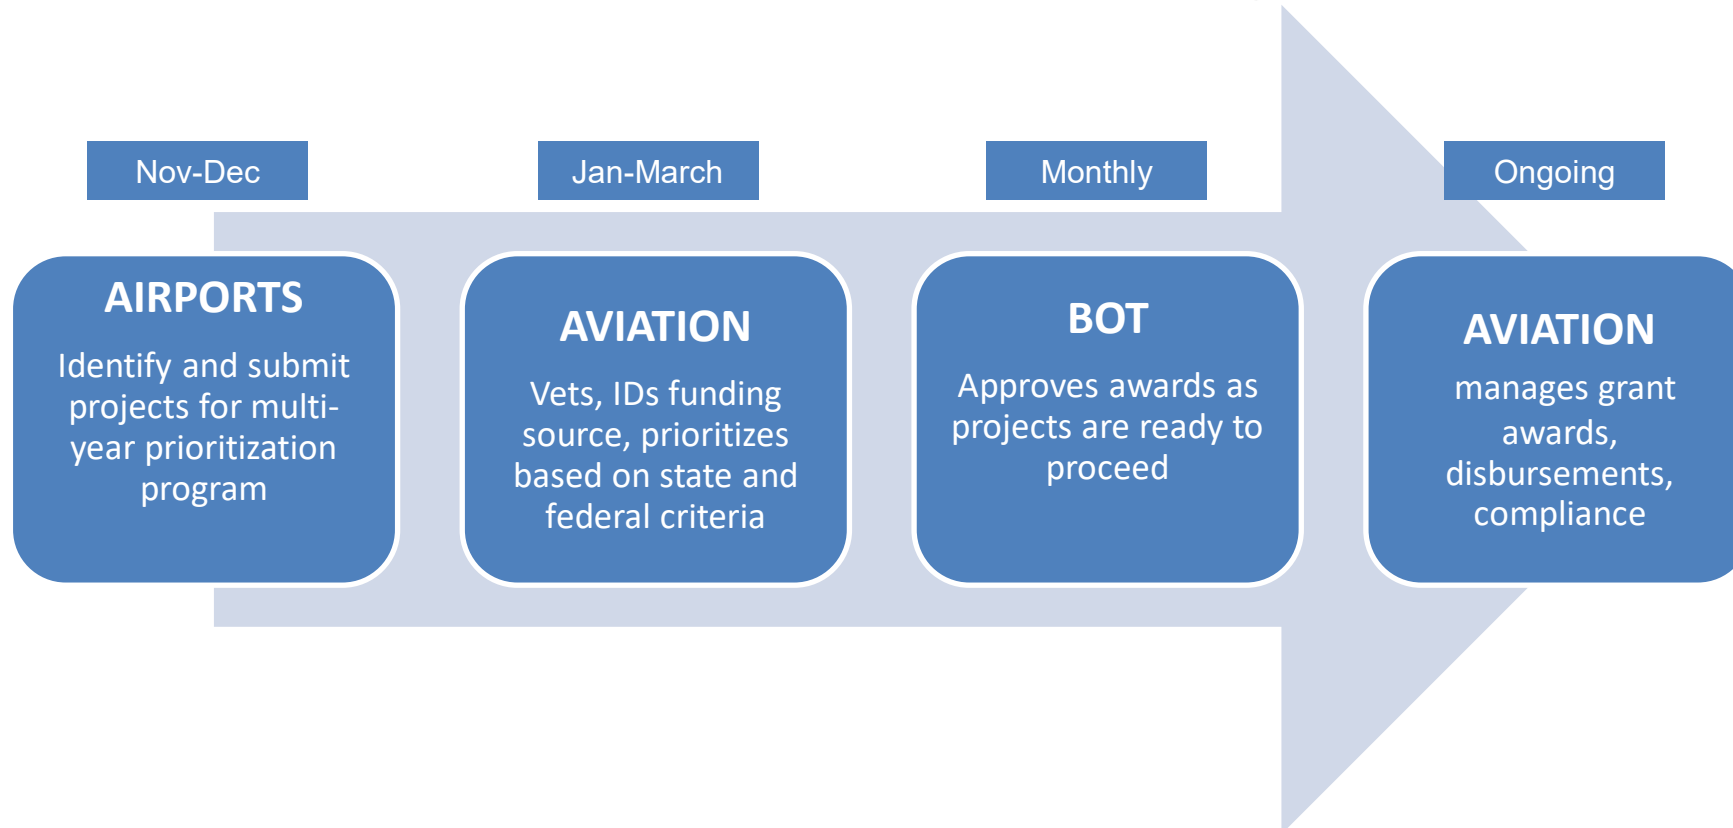 Nov-Dec
Jan-March
Monthly
Ongoing
AIRPORTS
Identify and submit
projects for multi-
year prioritization
program
AVIATION
Vets, IDs funding
source, prioritizes
based on state and
federal criteria
BOT
Approves awards as
projects are ready to
proceed
AVIATION
manages grant
awards,
disbursements,
compliance